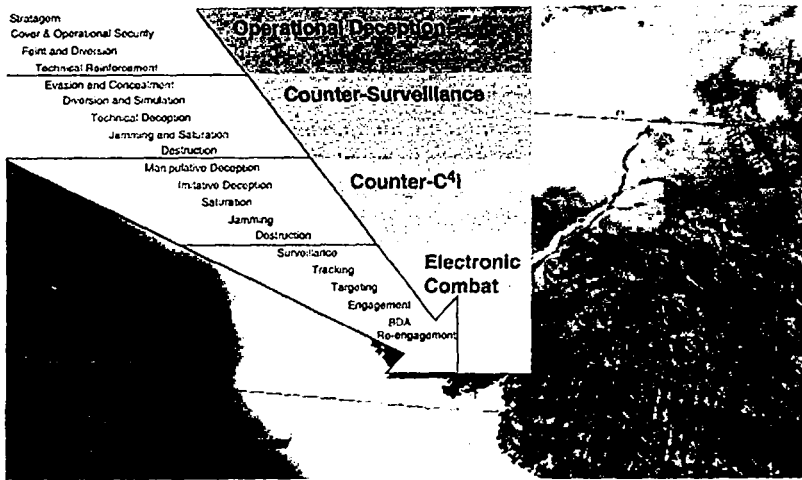 Stratagem
Cover & Operational Security
Feint and Diversion
Technical Reinforcement
Operational Deception
Evasion and Concealment
Diversion and Simulation
Technical Deception
Jamming and Saturation
Destruction
Counter-Surveillance
Manipulative Deception
Imitative Deception
Saturation
Jamming
Destruction
Counter-C⁴I
Surveillance
Tracking
Targeting
Engagement
BDA
Re-engagement
Electronic
Combat